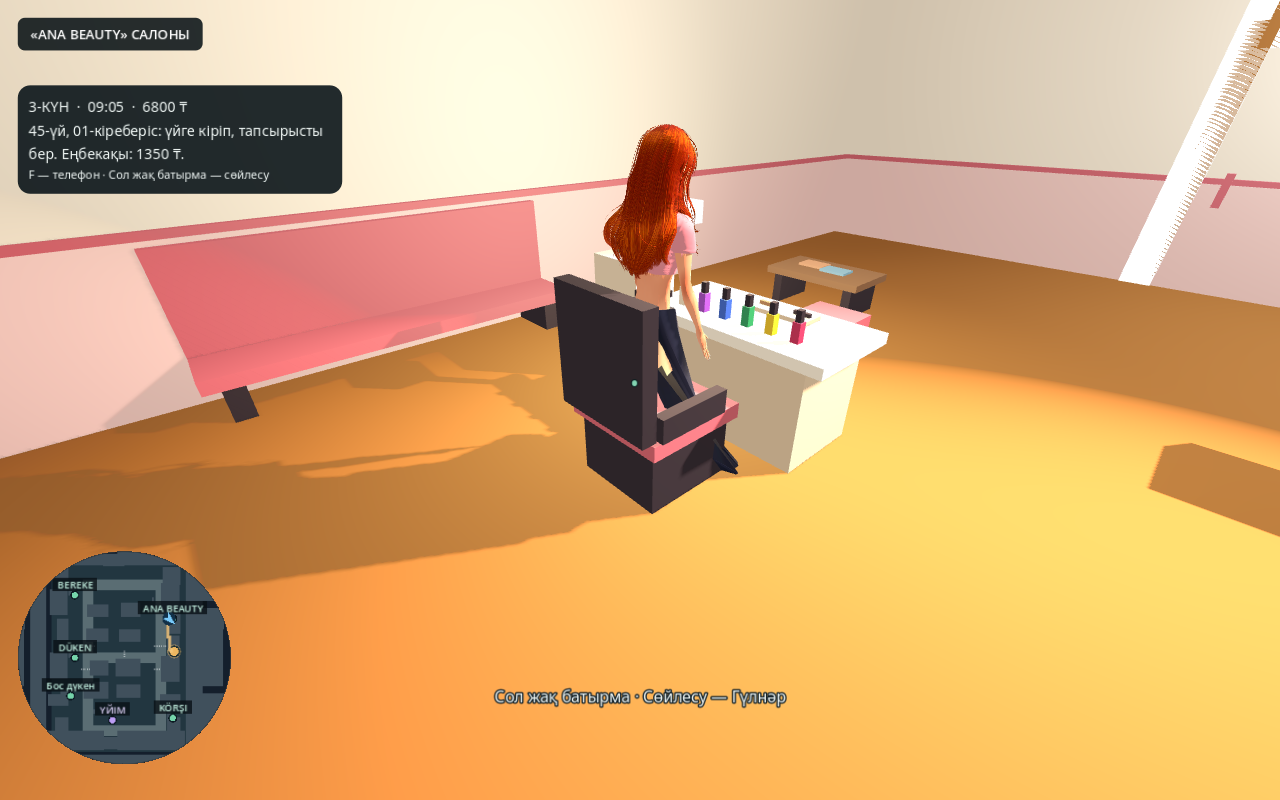 «ANA BEAUTY» САЛОНЫ
3-КҮН · 09:05 · 6800 ₸
45-үй, 01-кіреберіс: үйге кіріп, тапсырысты
бер. Еңбекақы: 1350 ₸.
F — телефон · Сол жақ батырма — сөйлесу
BEREKE
ANA BEAUTY
DÜKEN
Бос дүкен
ҮЙІМ
KÖRŞI
Сол жақ батырма · Сөйлесу — Гүлнәр